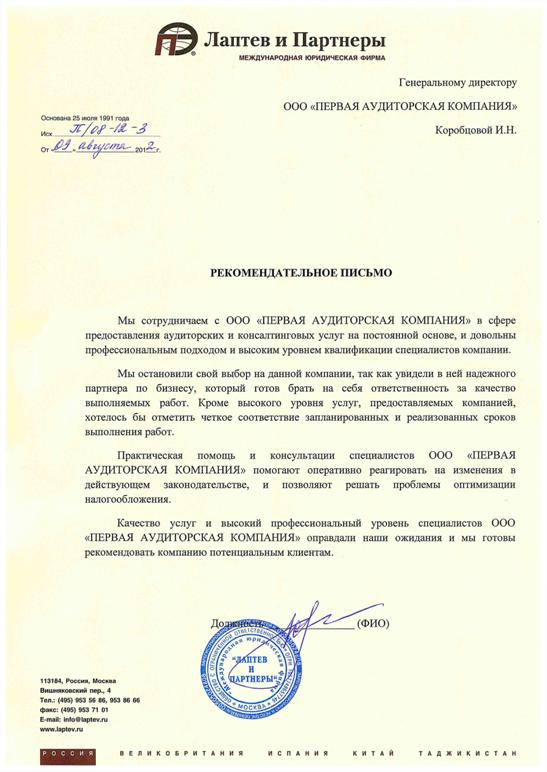 ПЭ
Лаптев и Партнеры
МЕЖДУНАРОДНАЯ ЮРИДИЧЕСКАЯ ФИРМА
Генеральному директору
ООО «ПЕРВАЯ АУДИТОРСКАЯ КОМПАНИЯ»
Коробцовой И.Н.
Основана 25 июля 1991 года
Исх. П/08-12-3
От «09» августа 2012 г.
РЕКОМЕНДАТЕЛЬНОЕ ПИСЬМО
Мы сотрудничаем с ООО «ПЕРВАЯ АУДИТОРСКАЯ КОМПАНИЯ» в сфере
предоставления аудиторских и консалтинговых услуг на постоянной основе, и довольны
профессиональным подходом и высоким уровнем квалификации специалистов компании.
Мы остановили свой выбор на данной компании, так как увидели в ней надежного
партнера по бизнесу, который готов брать на себя ответственность за качество
выполняемых работ. Кроме высокого уровня услуг, предоставляемых компанией,
хотелось бы отметить четкое соответствие запланированных и реализованных сроков
выполнения работ.
Практическая помощь и консультации специалистов ООО «ПЕРВАЯ
АУДИТОРСКАЯ КОМПАНИЯ» помогают оперативно реагировать на изменения в
действующем законодательстве, и позволяют решать проблемы оптимизации
налогообложения.
Качество услуг и высокий профессиональный уровень специалистов ООО
«ПЕРВАЯ АУДИТОРСКАЯ КОМПАНИЯ» оправдали наши ожидания и мы готовы
рекомендовать компанию потенциальным клиентам.
Должность (ФИО)
Международная юридическая фирма
"ЛАПТЕВ
И
ПАРТНЕРЫ"
МОСКВА
113184, Россия, Москва
Вишняковский пер., 4
Тел.: (495) 953 56 86, 953 86 66
факс: (495) 953 71 01
E-mail: info@laptev.ru
www.laptev.ru
РОССИЯ ВЕЛИКОБРИТАНИЯ ИСПАНИЯ КИТАЙ ТАДЖИКИСТАН